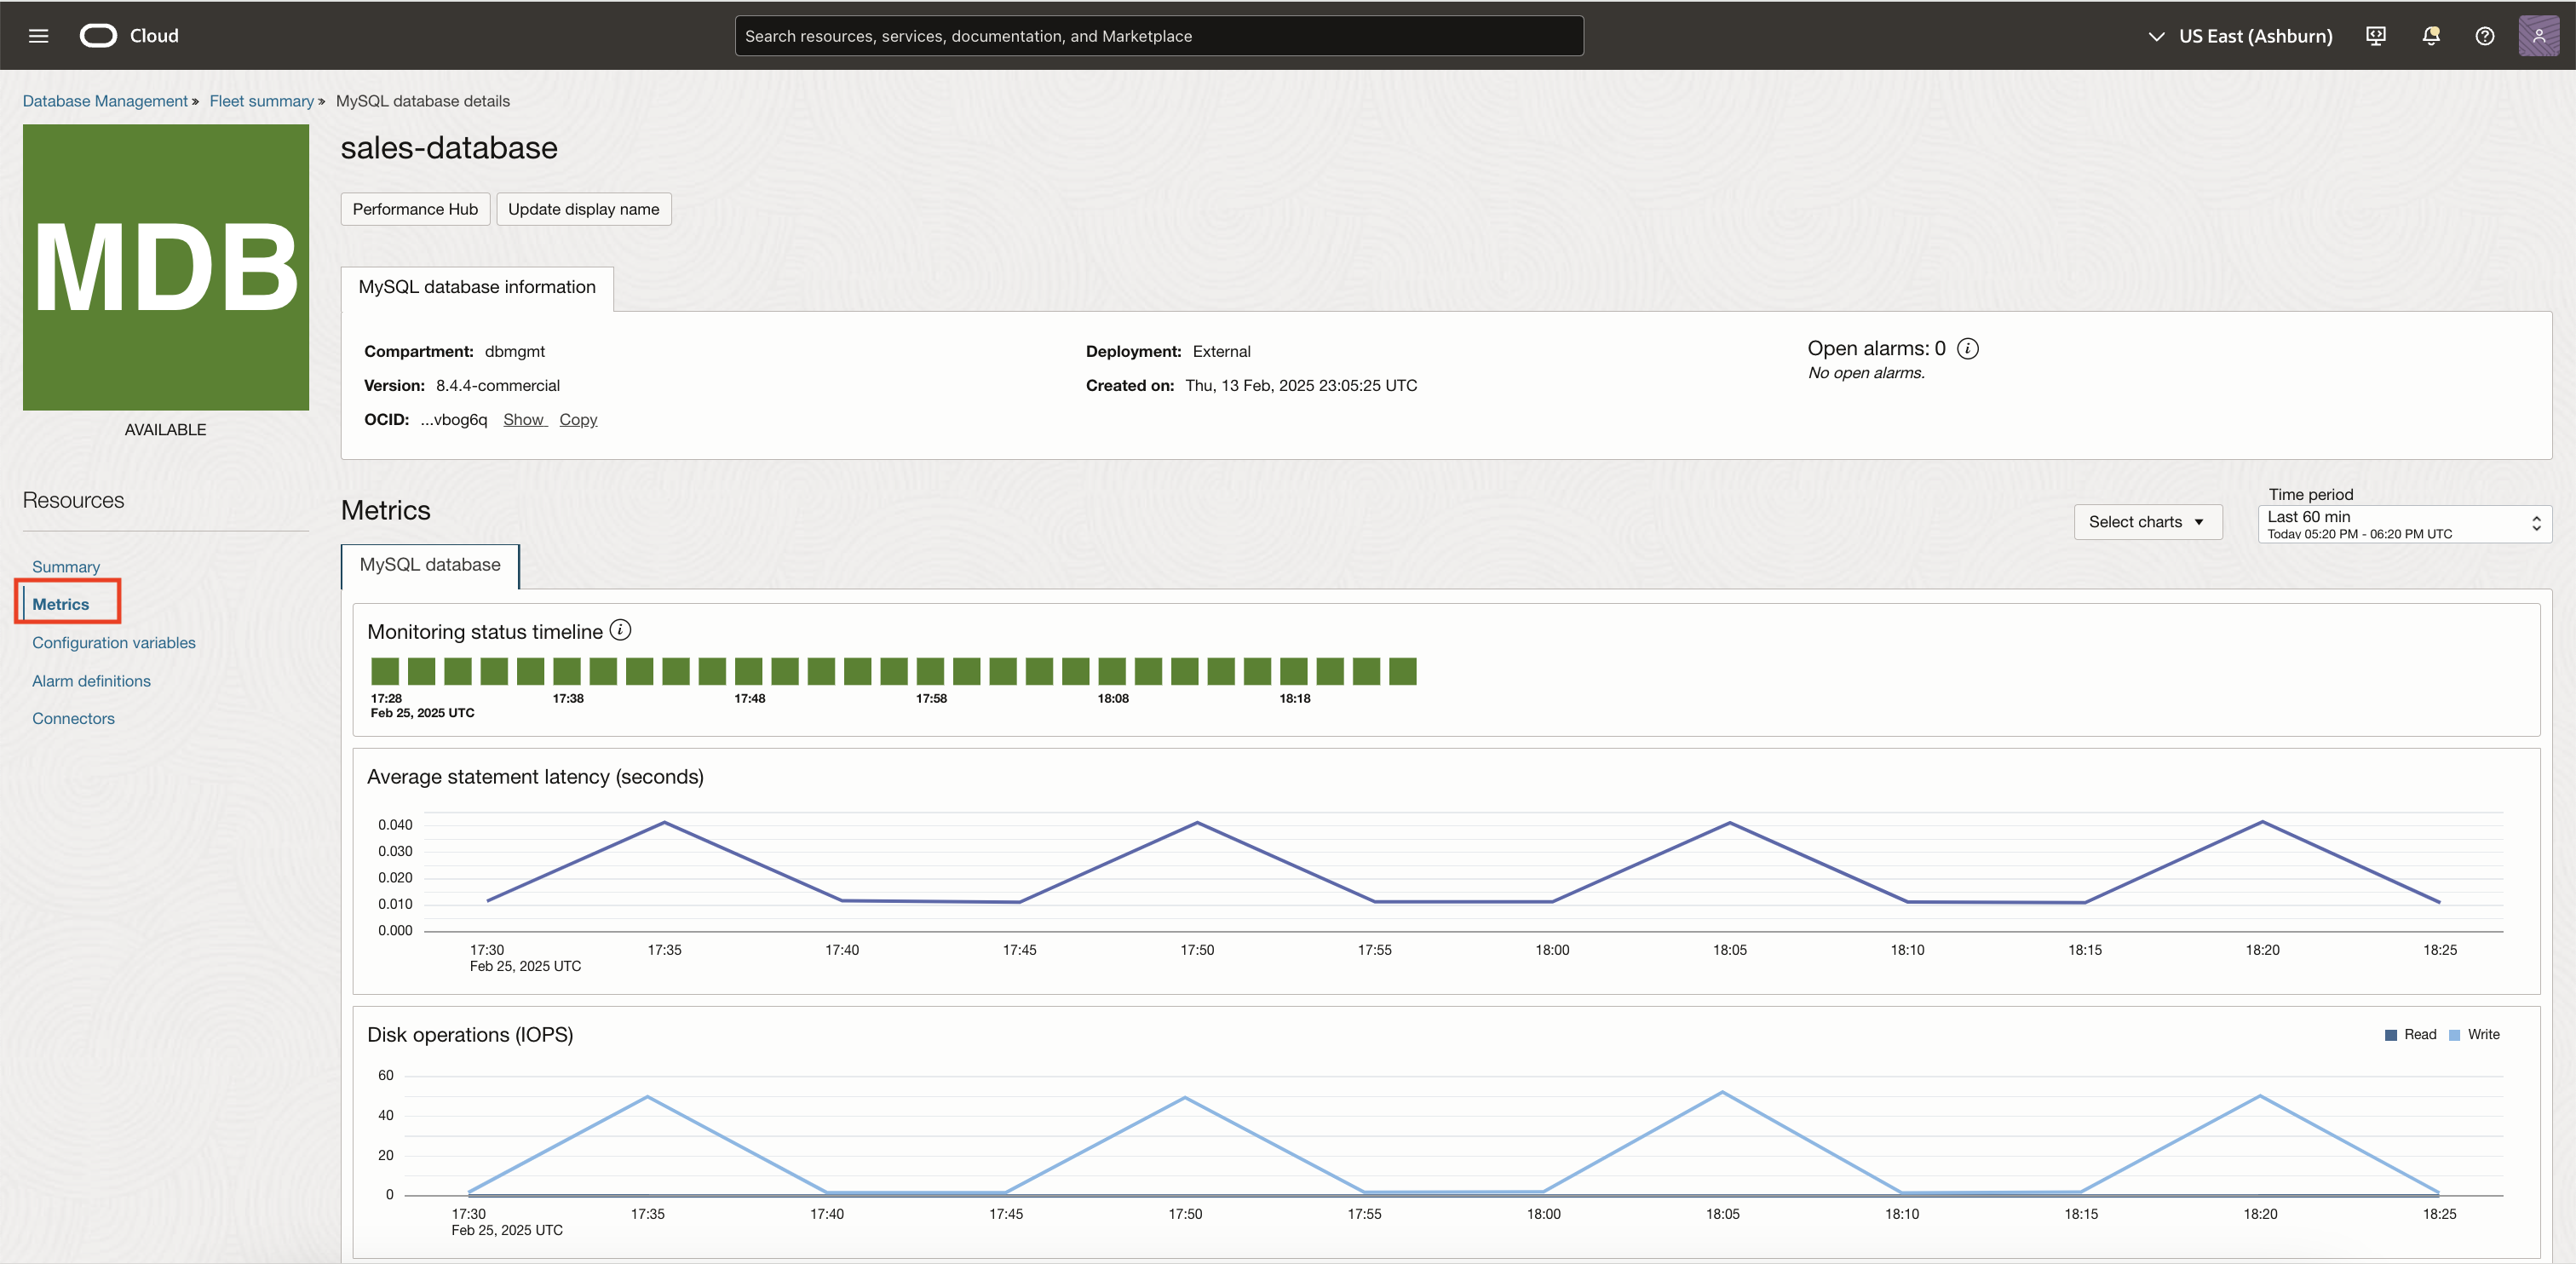 Cloud
Search resources, services, documentation, and Marketplace
US East (Ashburn)
Database Management » Fleet summary » MySQL database details
MDB
AVAILABLE
sales-database
Performance Hub
Update display name
MySQL database information
Compartment: dbmgmt
Version: 8.4.4-commercial
OCID: ...vbog6q Show Copy
Deployment: External
Created on: Thu, 13 Feb, 2025 23:05:25 UTC
Open alarms: 0
No open alarms.
Resources
Summary
Metrics
Configuration variables
Alarm definitions
Connectors
Metrics
Select charts
Time period
Last 60 min
Today 05:20 PM - 06:20 PM UTC
MySQL database
Monitoring status timeline
17:28 17:38 17:48 17:58 18:08 18:18
Feb 25, 2025 UTC
Average statement latency (seconds)
0.040
0.030
0.020
0.010
0.000
17:30 17:35 17:40 17:45 17:50 17:55 18:00 18:05 18:10 18:15 18:20 18:25
Feb 25, 2025 UTC
Disk operations (IOPS)
Read Write
60
40
20
0
17:30 17:35 17:40 17:45 17:50 17:55 18:00 18:05 18:10 18:15 18:20 18:25
Feb 25, 2025 UTC